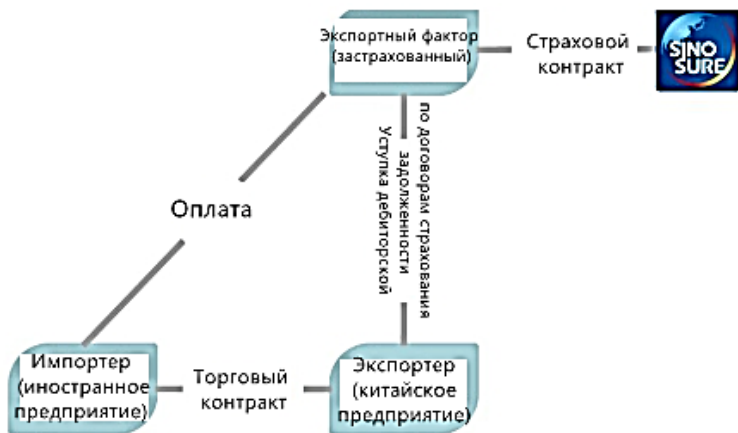 Экспортный фактор
(застрахованный)
Страховой
контракт
SINO
SURE
Оплата
Уступка дебиторской
задолженности
по договорам страхования
Импортер
(иностранное
предприятие)
Торговый
контракт
Экспортер
(китайское
предприятие)